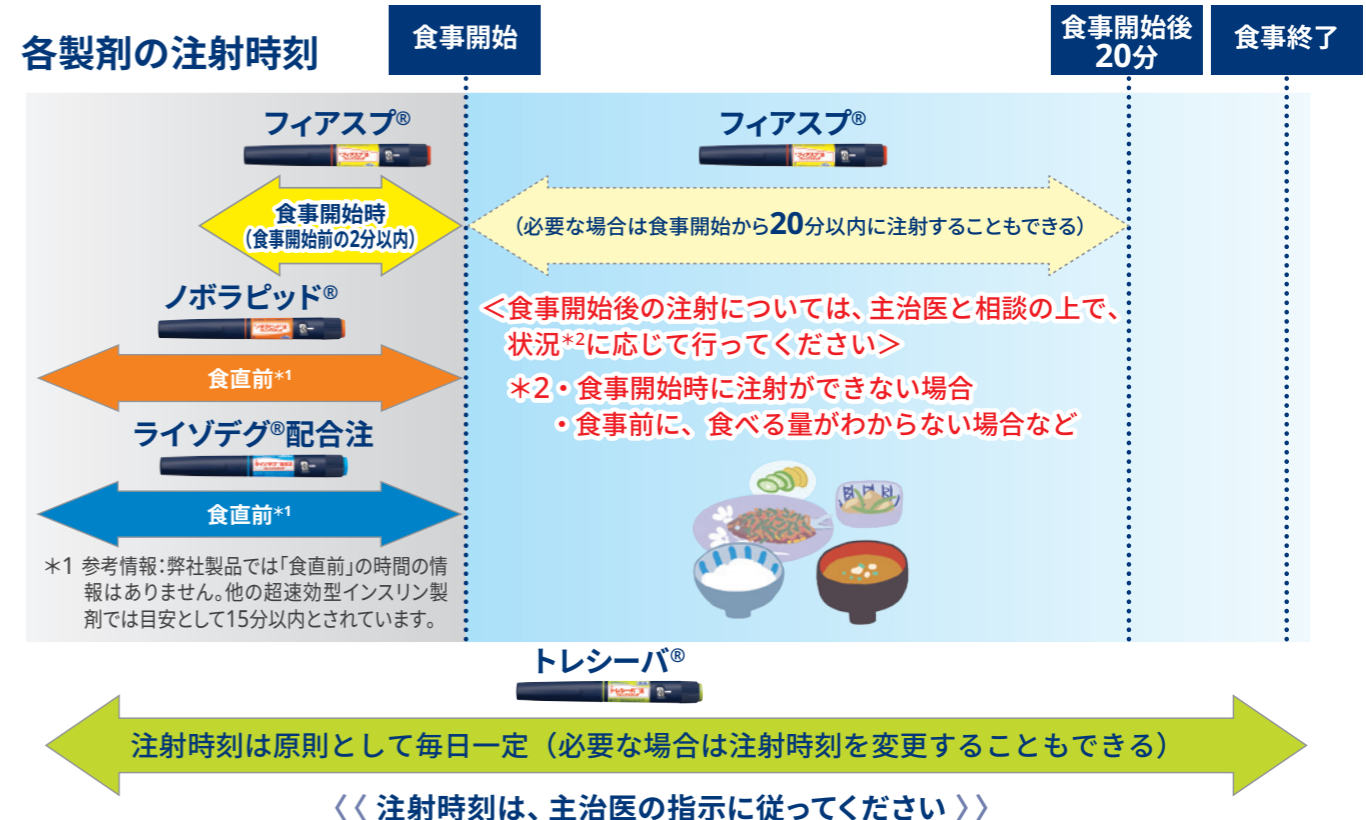 各製剤の注射時刻
食事開始
食事開始後
20分
食事終了
フィアスプ®
フィアスプ®
食事開始時
（食事開始前の2分以内）
（必要な場合は食事開始から20分以内に注射することもできる）
ノボラピッド®
食直前*1
＜食事開始後の注射については、主治医と相談の上で、
状況*2に応じて行ってください＞
＊2・食事開始時に注射ができない場合
・食事前に、食べる量がわからない場合など
ライゾデグ®配合注
食直前*1
＊1 参考情報：弊社製品では「食直前」の時間の情
報はありません。他の超速効型インスリン製
剤では目安として15分以内とされています。
トレシーバ®
注射時刻は原則として毎日一定（必要な場合は注射時刻を変更することもできる）
〈〈 注射時刻は、主治医の指示に従ってください 〉〉